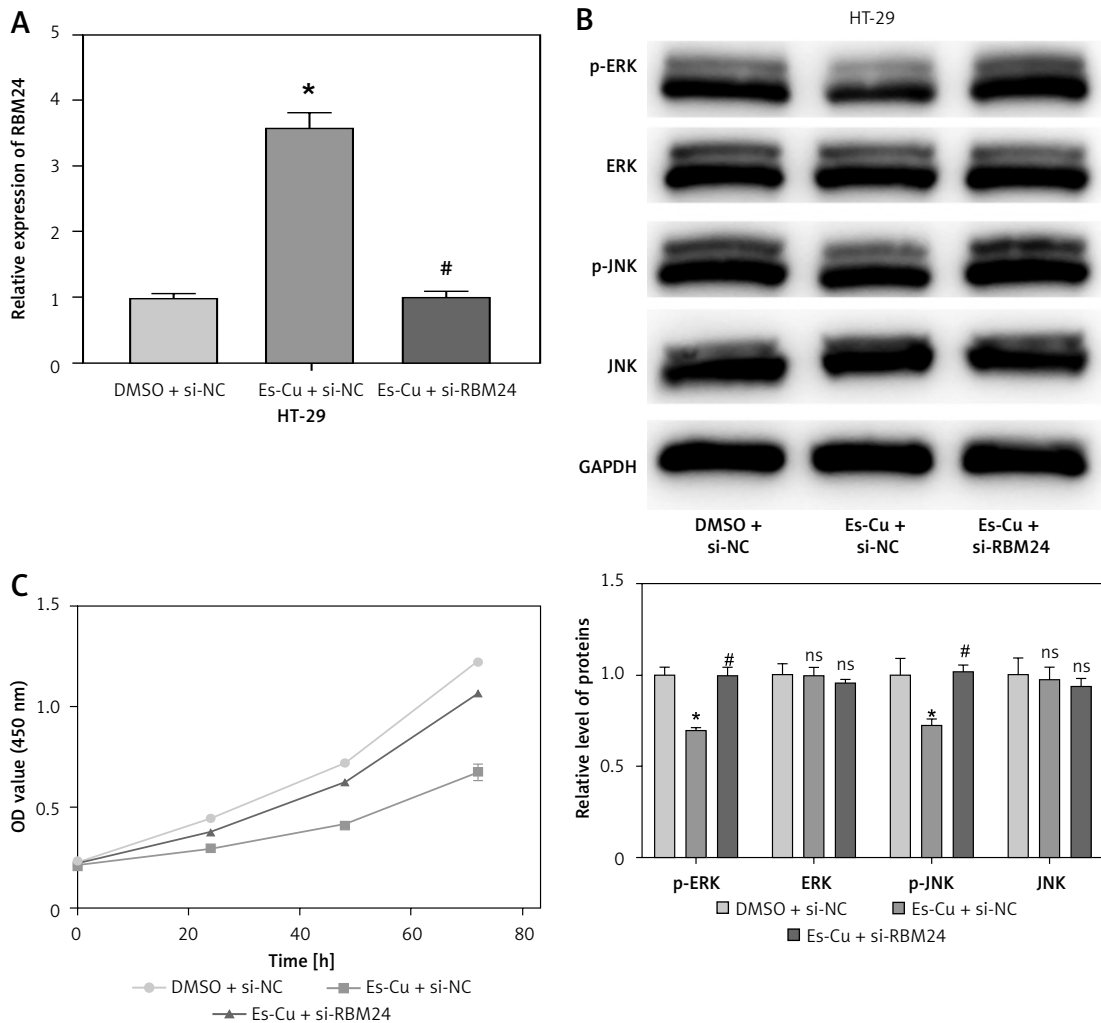 A
Relative expression of RBM24
5
4
3
2
1
0
*
#
DMSO + si-NC
Es-Cu + si-NC
Es-Cu + si-RBM24
HT-29
B
HT-29
p-ERK
ERK
p-JNK
JNK
GAPDH
DMSO +
si-NC
Es-Cu +
si-NC
Es-Cu +
si-RBM24
Relative level of proteins
1.5
1.0
0.5
0
*
#
ns
ns
*
#
ns
ns
p-ERK
ERK
p-JNK
JNK
DMSO + si-NC
Es-Cu + si-NC
Es-Cu + si-RBM24
C
OD value (450 nm)
1.5
1.0
0.5
0
0
20
40
60
80
Time [h]
DMSO + si-NC
Es-Cu + si-NC
Es-Cu + si-RBM24